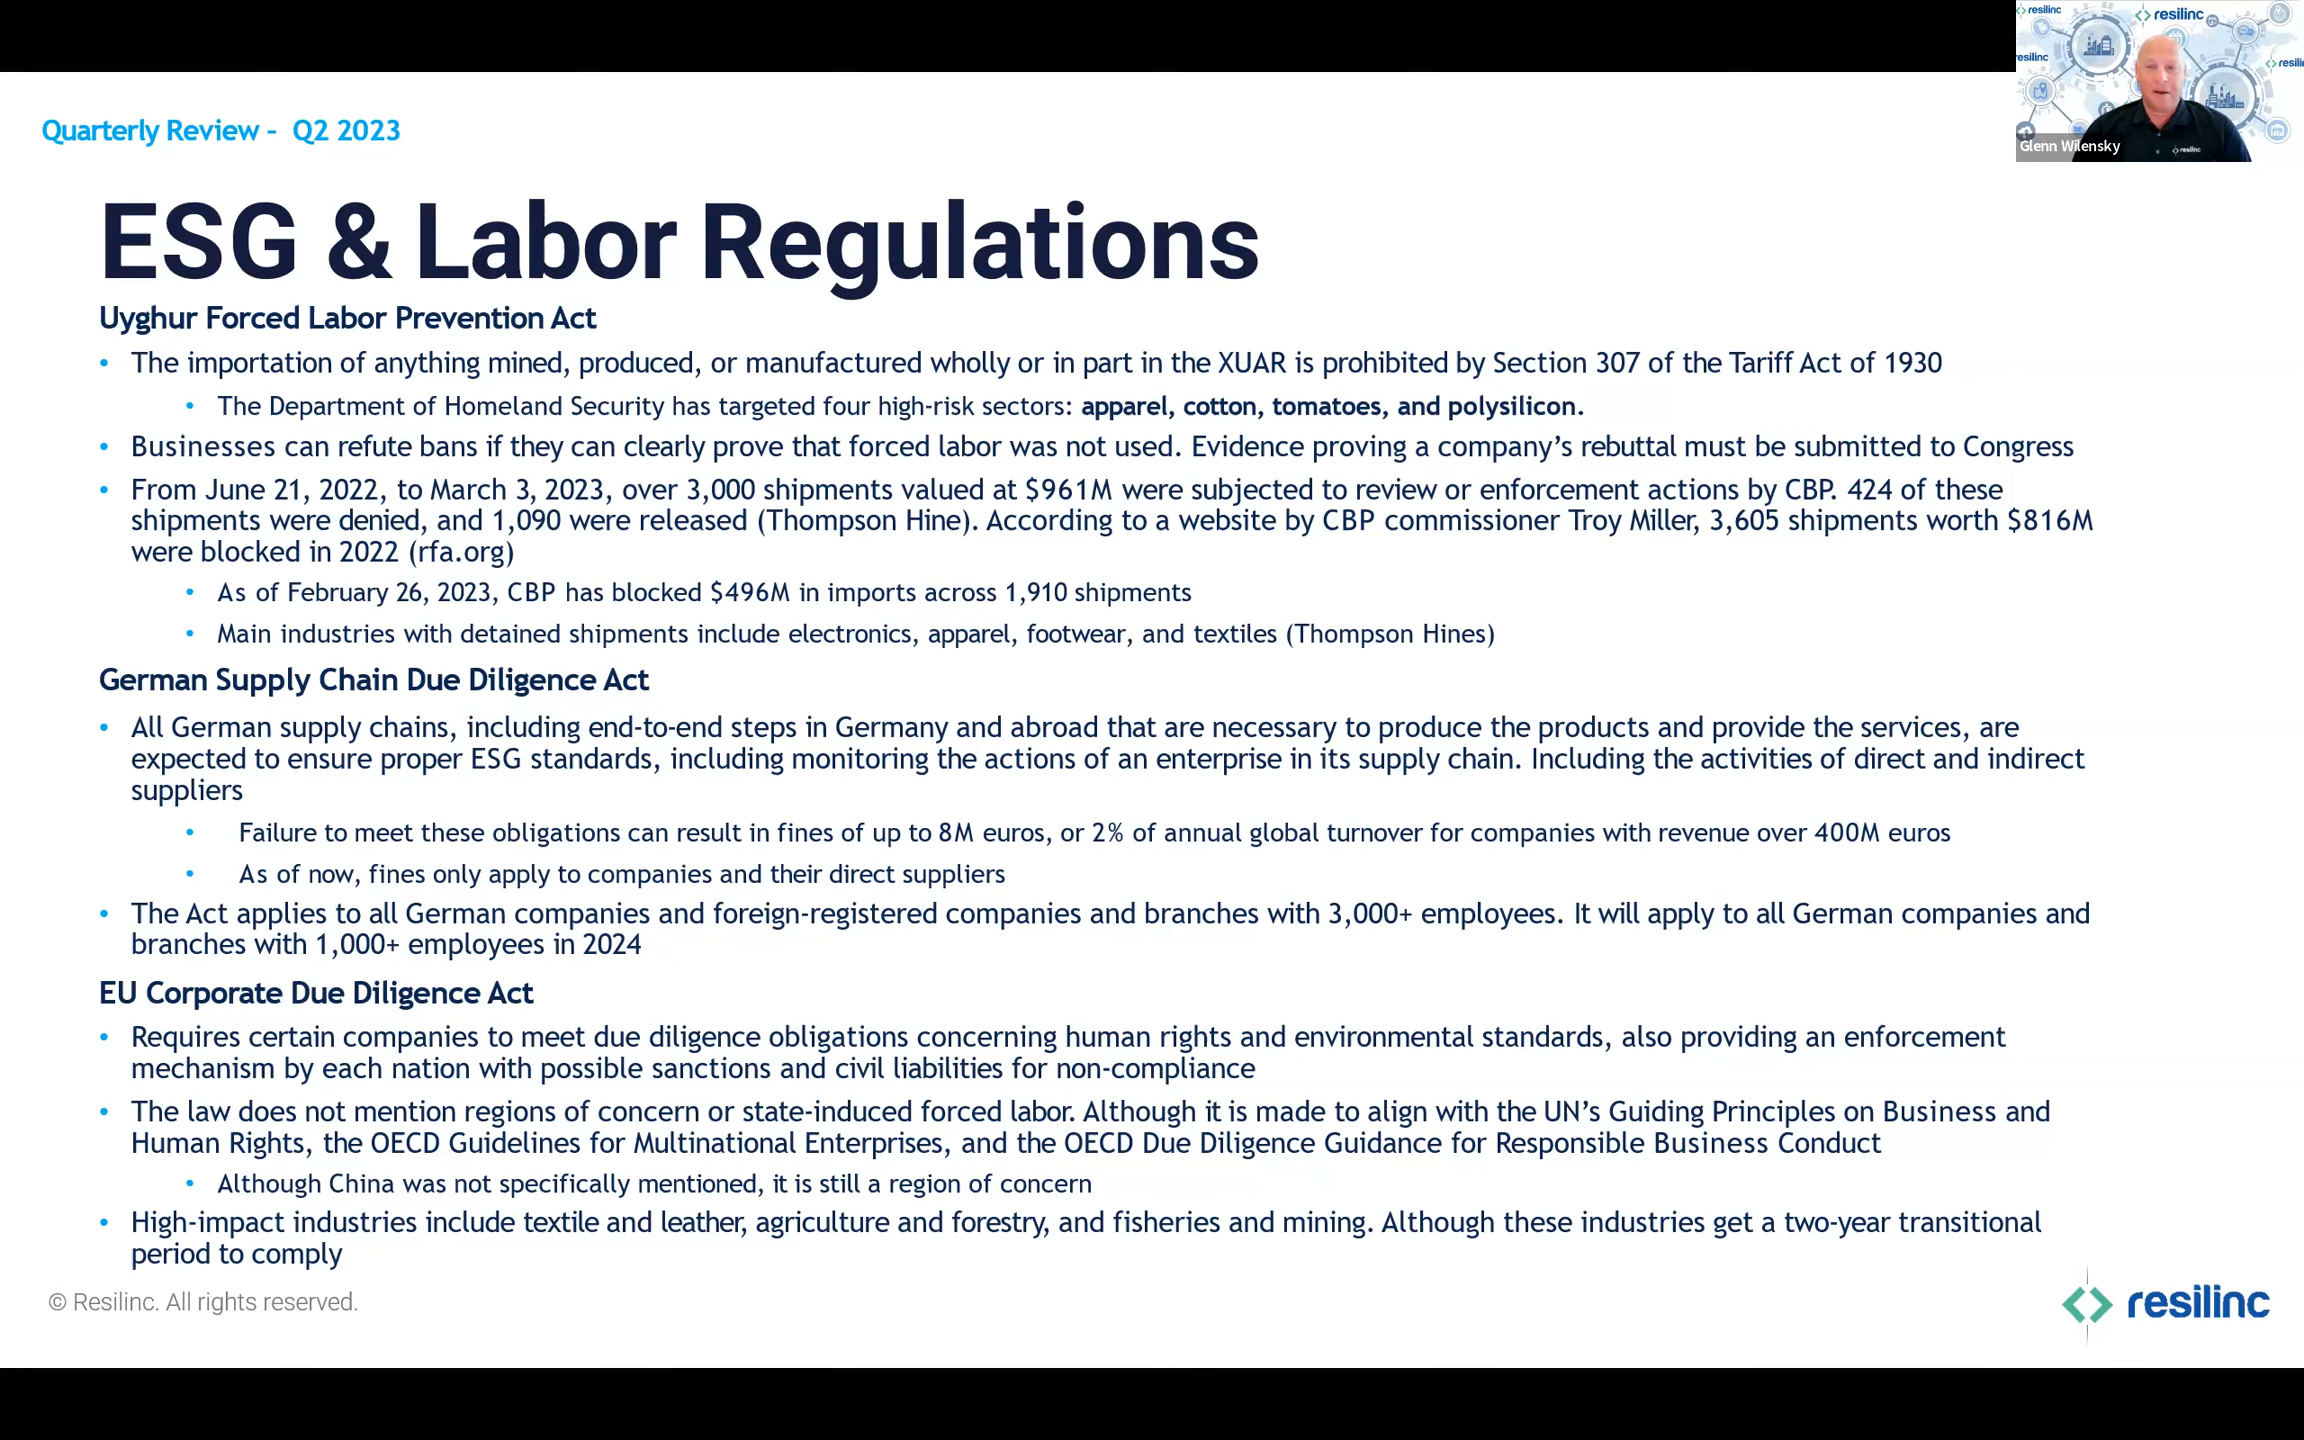 resilinc
resilinc
resilinc
Glenn Wilensky
resilinc
Quarterly Review - Q2 2023
ESG & Labor Regulations
Uyghur Forced Labor Prevention Act
• The importation of anything mined, produced, or manufactured wholly or in part in the XUAR is prohibited by Section 307 of the Tariff Act of 1930
• The Department of Homeland Security has targeted four high-risk sectors: apparel, cotton, tomatoes, and polysilicon.
• Businesses can refute bans if they can clearly prove that forced labor was not used. Evidence proving a company’s rebuttal must be submitted to Congress
• From June 21, 2022, to March 3, 2023, over 3,000 shipments valued at $961M were subjected to review or enforcement actions by CBP. 424 of these
shipments were denied, and 1,090 were released (Thompson Hine). According to a website by CBP commissioner Troy Miller, 3,605 shipments worth $816M
were blocked in 2022 (rfa.org)
• As of February 26, 2023, CBP has blocked $496M in imports across 1,910 shipments
• Main industries with detained shipments include electronics, apparel, footwear, and textiles (Thompson Hines)
German Supply Chain Due Diligence Act
• All German supply chains, including end-to-end steps in Germany and abroad that are necessary to produce the products and provide the services, are
expected to ensure proper ESG standards, including monitoring the actions of an enterprise in its supply chain. Including the activities of direct and indirect
suppliers
• Failure to meet these obligations can result in fines of up to 8M euros, or 2% of annual global turnover for companies with revenue over 400M euros
• As of now, fines only apply to companies and their direct suppliers
• The Act applies to all German companies and foreign-registered companies and branches with 3,000+ employees. It will apply to all German companies and
branches with 1,000+ employees in 2024
EU Corporate Due Diligence Act
• Requires certain companies to meet due diligence obligations concerning human rights and environmental standards, also providing an enforcement
mechanism by each nation with possible sanctions and civil liabilities for non-compliance
• The law does not mention regions of concern or state-induced forced labor. Although it is made to align with the UN’s Guiding Principles on Business and
Human Rights, the OECD Guidelines for Multinational Enterprises, and the OECD Due Diligence Guidance for Responsible Business Conduct
• Although China was not specifically mentioned, it is still a region of concern
• High-impact industries include textile and leather, agriculture and forestry, and fisheries and mining. Although these industries get a two-year transitional
period to comply
© Resilinc. All rights reserved.
resilinc